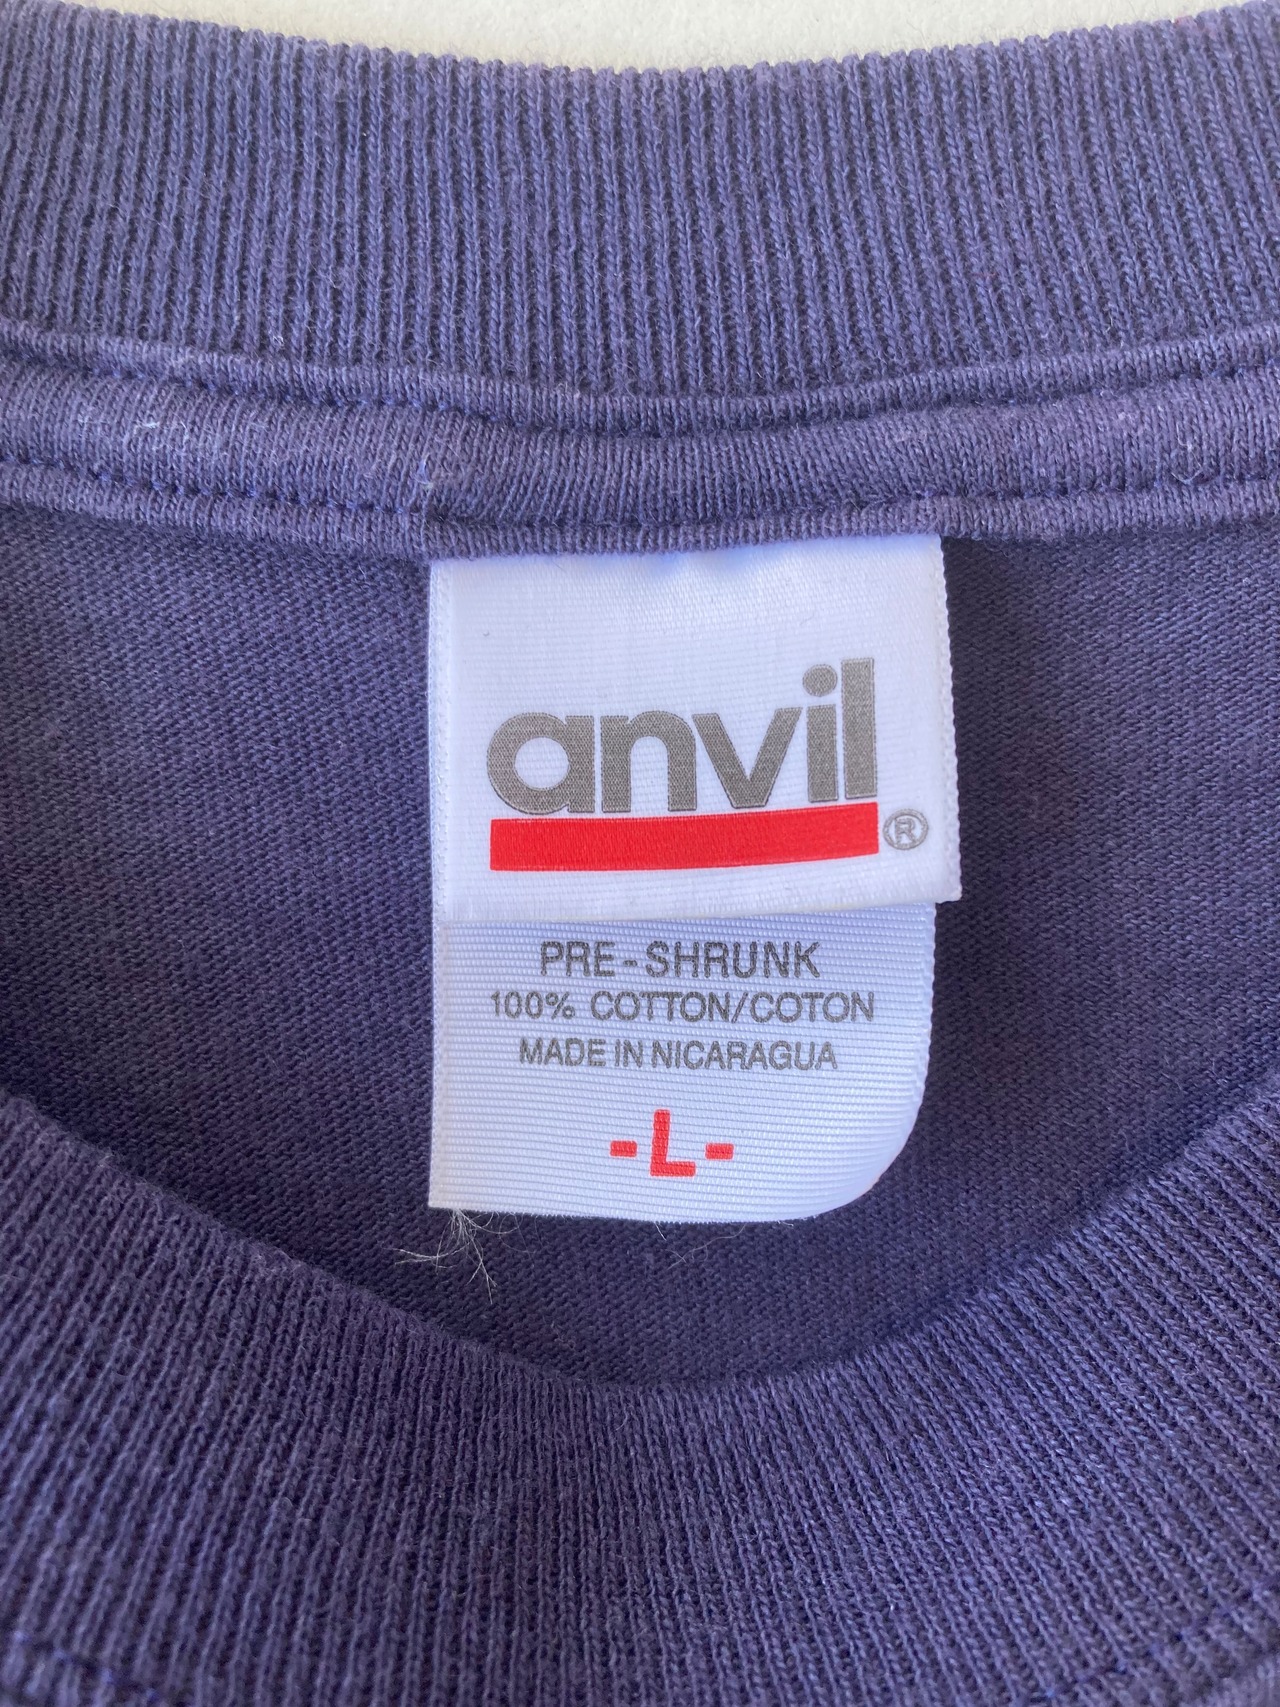 anvil®
PRE-SHRUNK
100% COTTON/COTON
MADE IN NICARAGUA
-L-